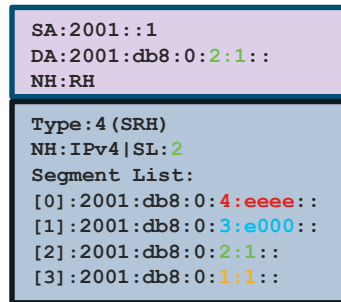 SA:2001::1
DA:2001:db8:0:2:1::
NH:RH
Type:4(SRH)
NH:IPv4|SL:2
Segment List:
[0]:2001:db8:0:4:eeee::
[1]:2001:db8:0:3:e000::
[2]:2001:db8:0:2:1::
[3]:2001:db8:0:1:1::